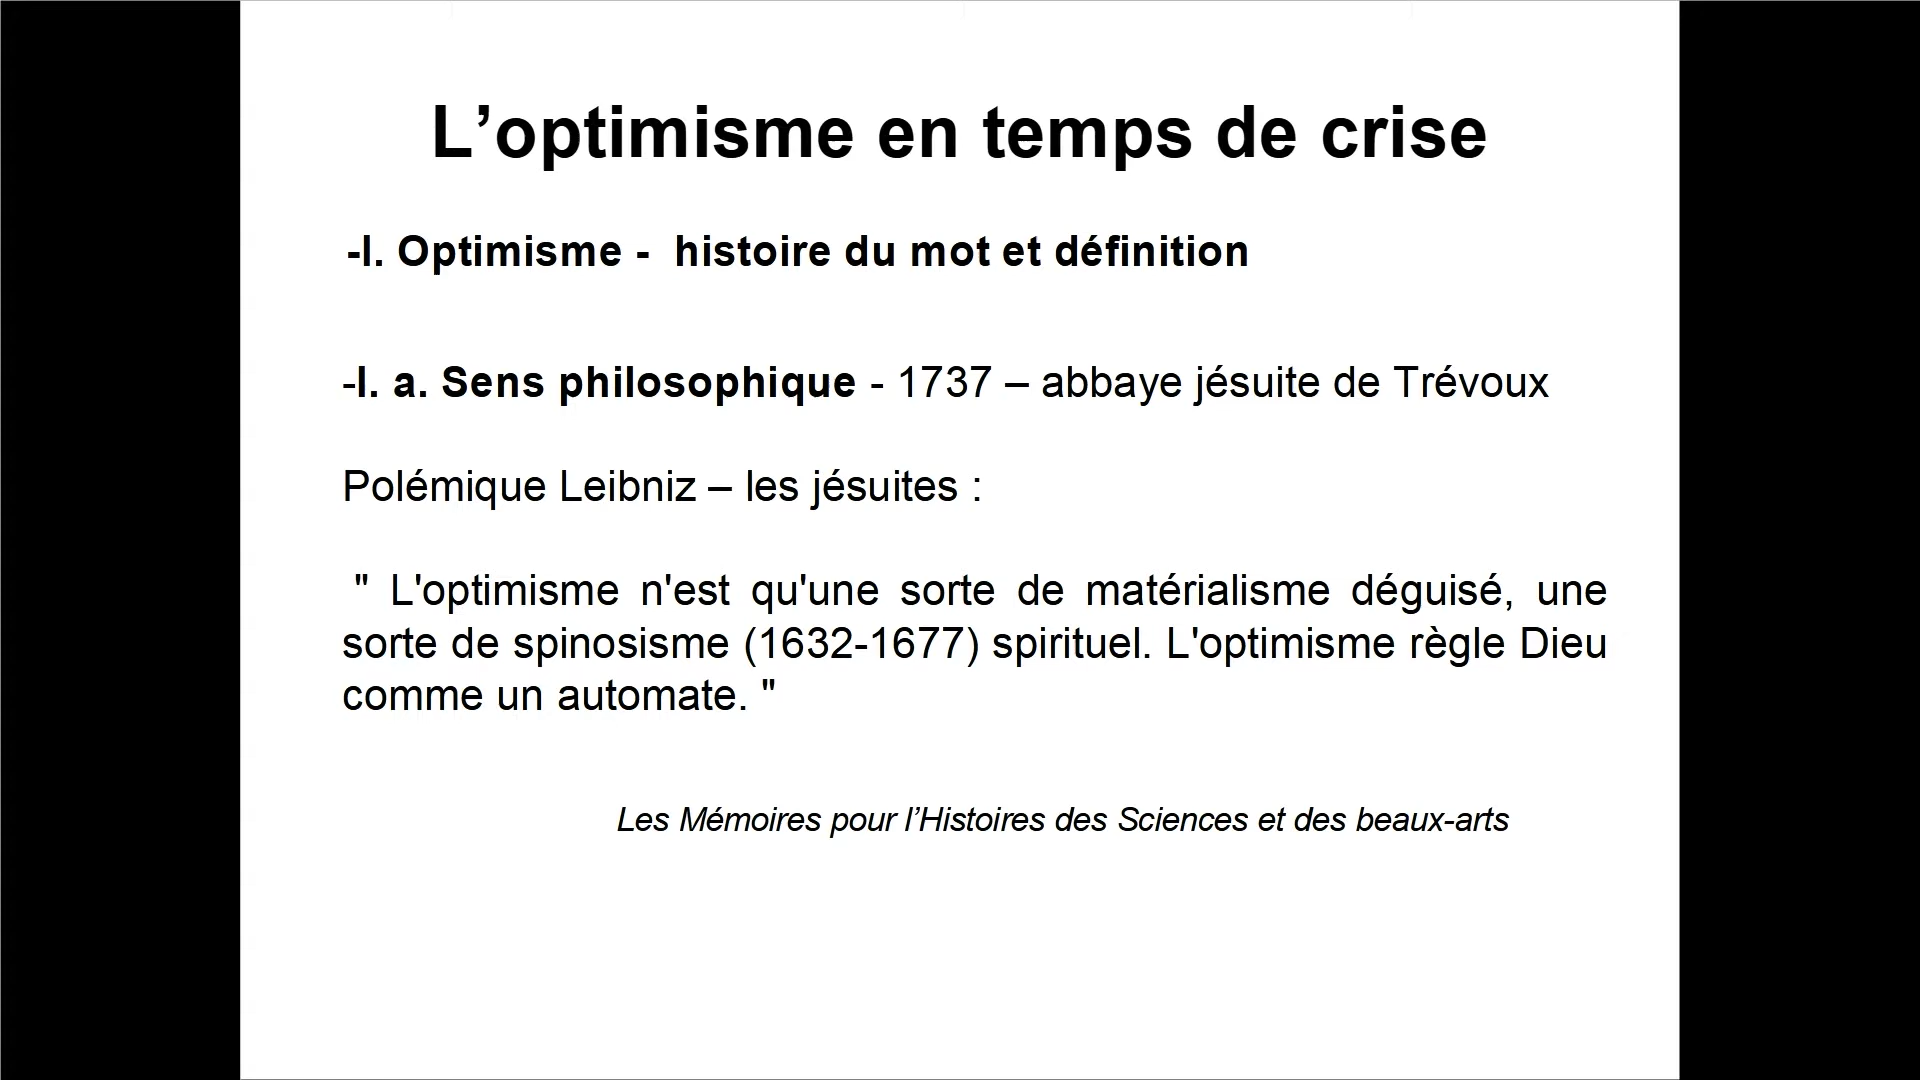 L’optimisme en temps de crise
-I. Optimisme -  histoire du mot et définition
-I. a. Sens philosophique - 1737 – abbaye jésuite de Trévoux
Polémique Leibniz – les jésuites :
" L'optimisme n'est qu'une sorte de matérialisme déguisé, une
sorte de spinosisme (1632-1677) spirituel. L'optimisme règle Dieu
comme un automate. "
Les Mémoires pour l’Histoires des Sciences et des beaux-arts